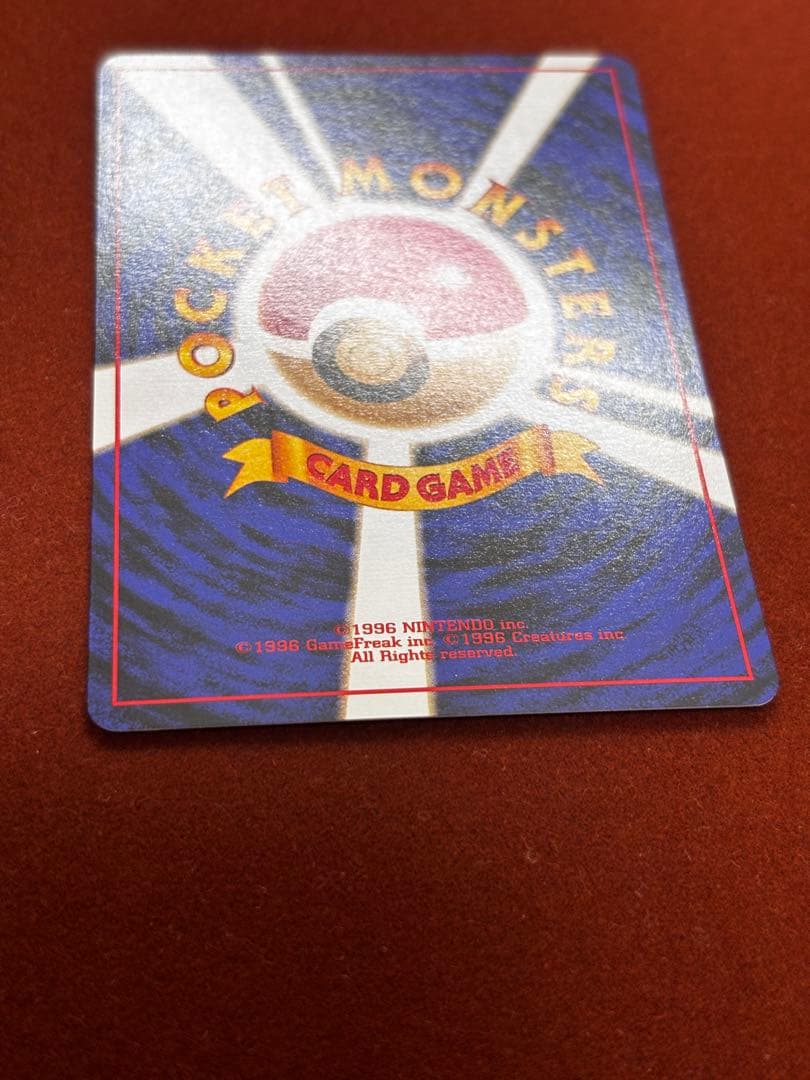 POCKET MONSTERS
CARD GAME
©1996 NINTENDO inc.
©1996 GameFreak inc. ©1996 Creatures inc.
All Rights reserved.